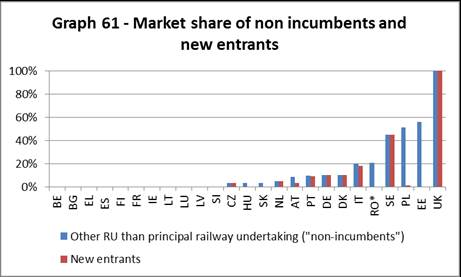 Graph 61 - Market share of non incumbents and
new entrants
100%
80%
60%
40%
20%
0%
BE
BG
EL
ES
FI
FR
IE
LT
LU
LV
SI
CZ
HU
SK
NL
AT
PT
DE
DK
IT
RO*
SE
PL
EE
UK
Other RU than principal railway undertaking ("non-incumbents")
New entrants